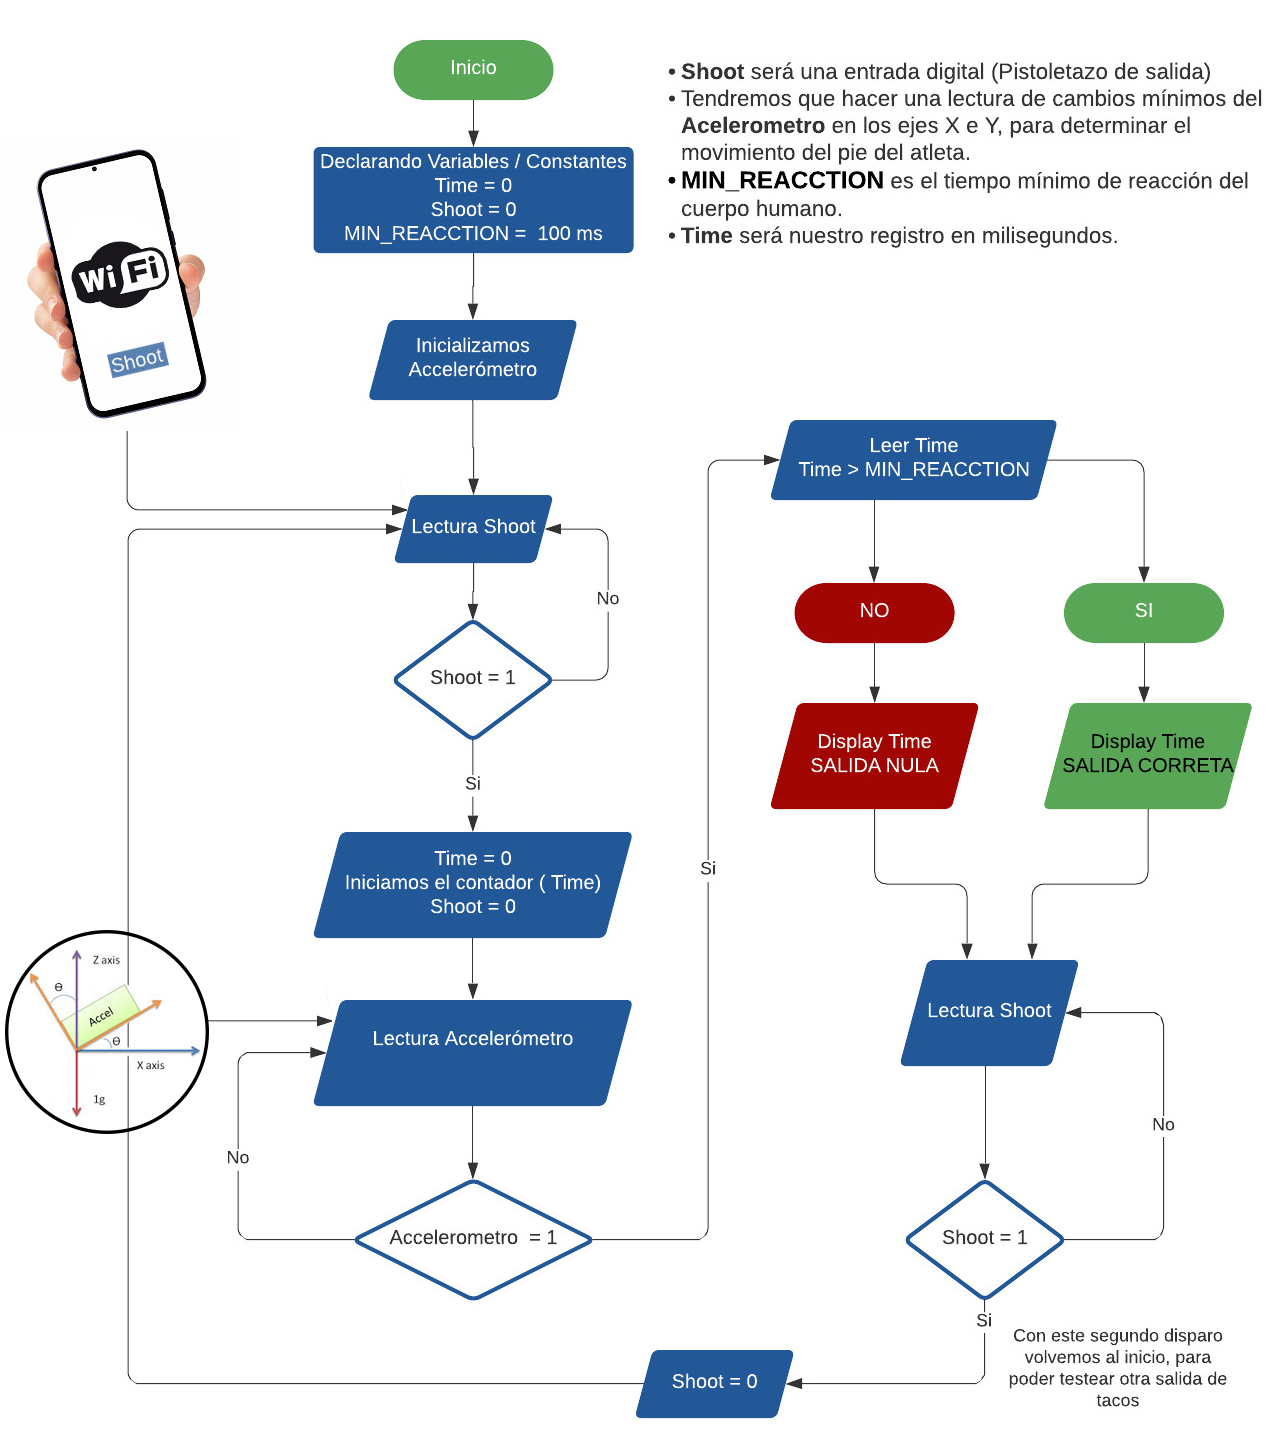 Inicio
• Shoot será una entrada digital (Pistoletazo de salida)
• Tendremos que hacer una lectura de cambios mínimos del
Acelerometro en los ejes X e Y, para determinar el
movimiento del pie del atleta.
• MIN_REACCTION es el tiempo mínimo de reacción del
cuerpo humano.
• Time será nuestro registro en milisegundos.
Declarando Variables / Constantes
Time = 0
Shoot = 0
MIN_REACCTION = 100 ms
WiFi
Shoot
Inicializamos
Accelerómetro
Lectura Shoot
No
Shoot = 1
Si
Time = 0
Iniciamos el contador ( Time)
Shoot = 0
Z axis
Θ
Accel
Θ
X axis
1g
Lectura Accelerómetro
No
Accelerometro = 1
Si
Leer Time
Time > MIN_REACCTION
NO
SI
Display Time
SALIDA NULA
Display Time
SALIDA CORRETA
Lectura Shoot
No
Shoot = 1
Si
Con este segundo disparo
volvemos al inicio, para
poder testear otra salida de
tacos
Shoot = 0